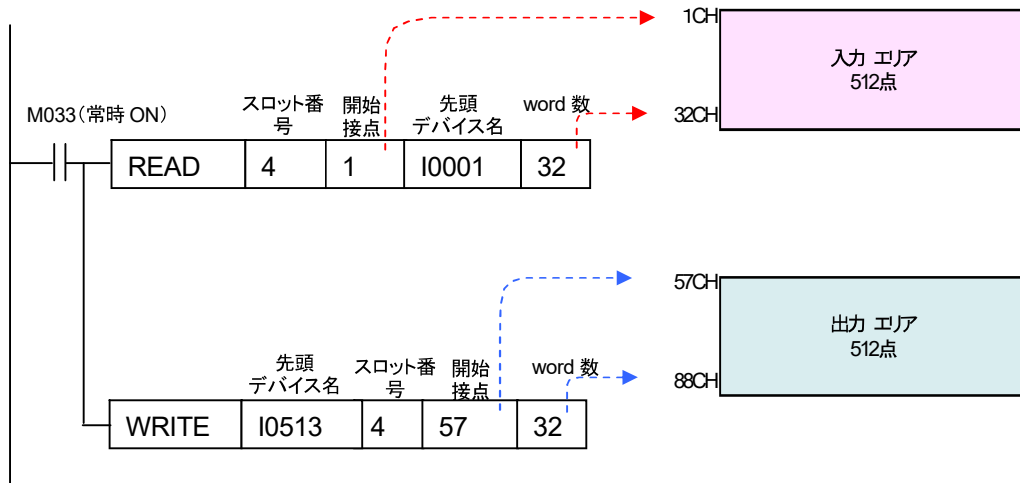 M033(常時 ON)
スロット番
号
開始
接点
先頭
デバイス名
word 数
READ 4 1 I0001 32
1CH
入力 エリア
512点
32CH
先頭
デバイス名
スロット番
号
開始
接点
word 数
WRITE I0513 4 57 32
57CH
出力 エリア
512点
88CH